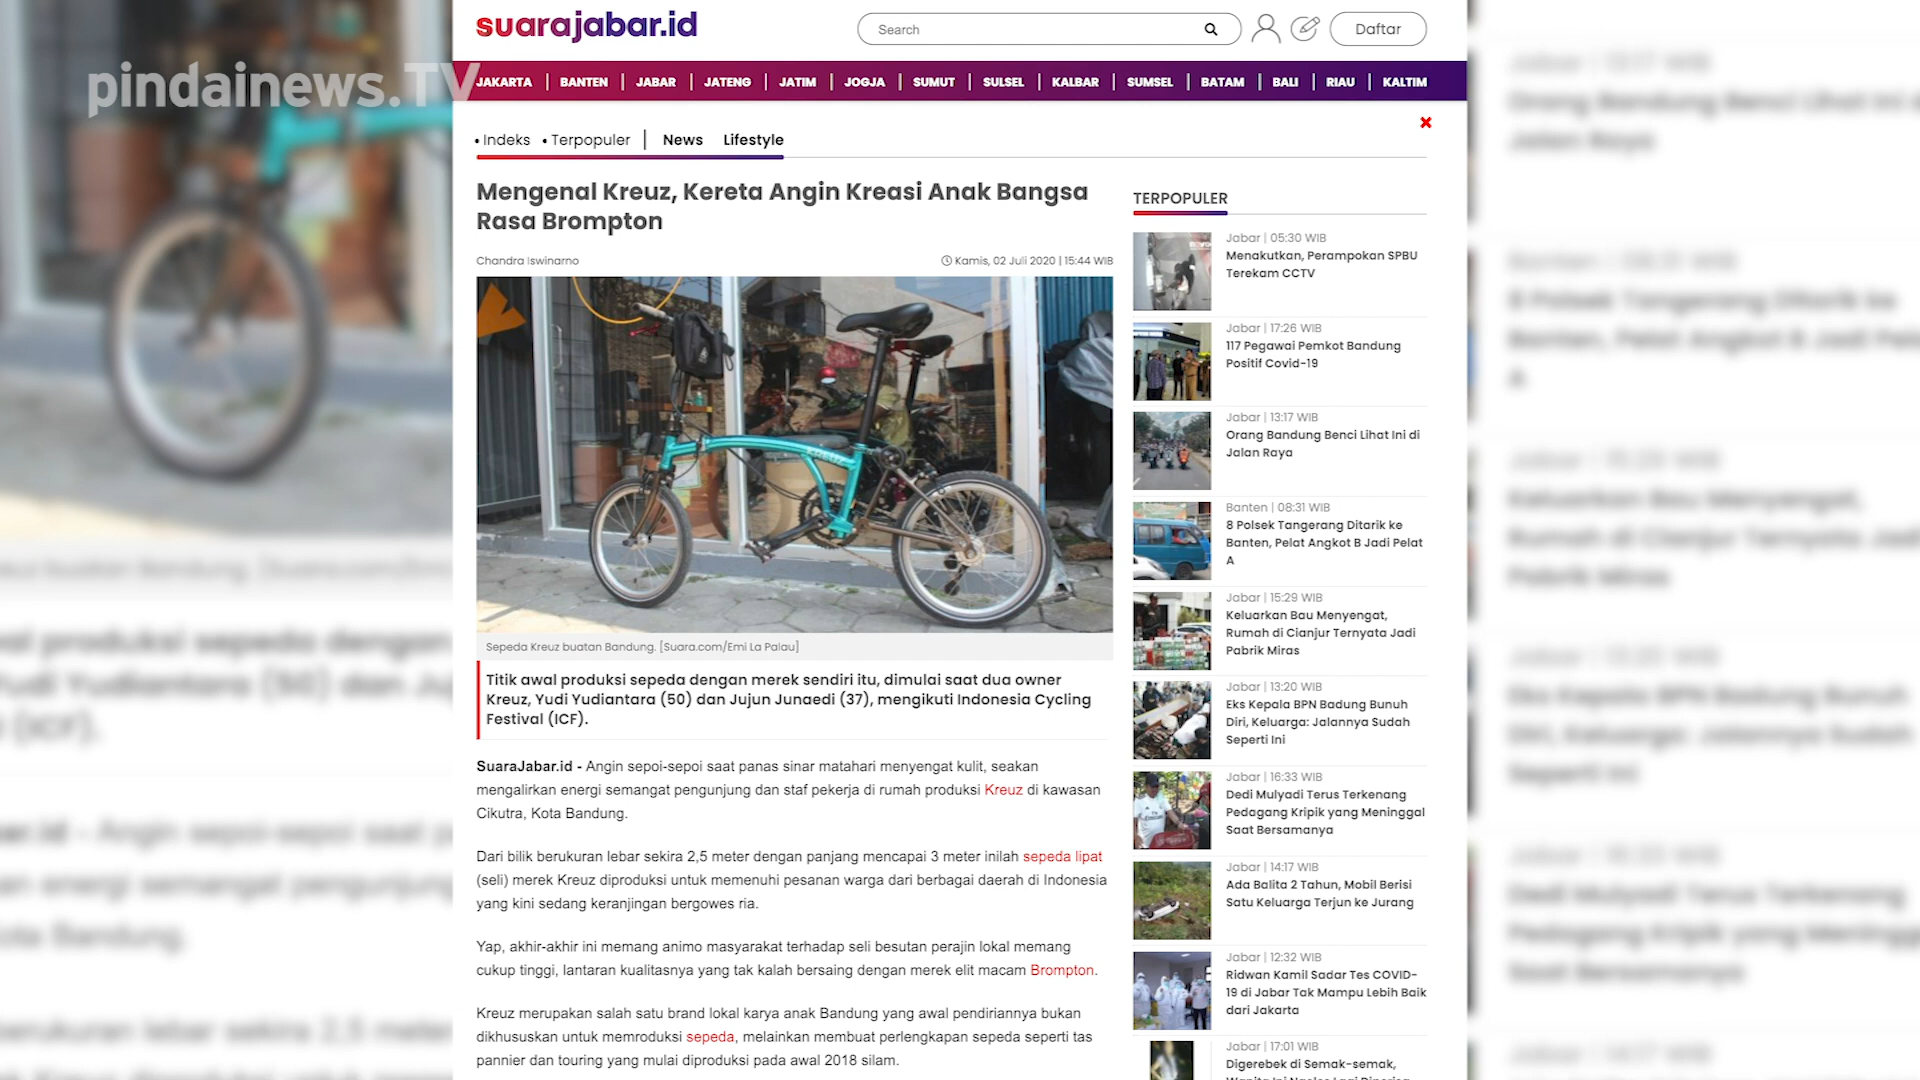 pindainews.TV
suarajabar.id
Search
Daftar
JAKARTA | BANTEN | JABAR | JATENG | JATIM | JOGJA | SUMUT | SULSEL | KALBAR | SUMSEL | BATAM | BALI | RIAU | KALTIM
• Indeks • Terpopuler | News Lifestyle
Mengenal Kreuz, Kereta Angin Kreasi Anak Bangsa
Rasa Brompton
Chandra Iswinarno
Kamis, 02 Juli 2020 | 15:44 WIB
KREUZ
Sepeda Kreuz buatan Bandung. [Suara.com/Emi La Palau]
Titik awal produksi sepeda dengan merek sendiri itu, dimulai saat dua owner
Kreuz, Yudi Yudiantara (50) dan Jujun Junaedi (37), mengikuti Indonesia Cycling
Festival (ICF).
SuaraJabar.id - Angin sepoi-sepoi saat panas sinar matahari menyengat kulit, seakan
mengalirkan energi semangat pengunjung dan staf pekerja di rumah produksi Kreuz di kawasan
Cikutra, Kota Bandung.
Dari bilik berukuran lebar sekira 2,5 meter dengan panjang mencapai 3 meter inilah sepeda lipat
(seli) merek Kreuz diproduksi untuk memenuhi pesanan warga dari berbagai daerah di Indonesia
yang kini sedang keranjingan bergowes ria.
Yap, akhir-akhir ini memang animo masyarakat terhadap seli besutan perajin lokal memang
cukup tinggi, lantaran kualitasnya yang tak kalah bersaing dengan merek elit macam Brompton.
Kreuz merupakan salah satu brand lokal karya anak Bandung yang awal pendiriannya bukan
dikhususkan untuk memroduksi sepeda, melainkan membuat perlengkapan sepeda seperti tas
pannier dan touring yang mulai diproduksi pada awal 2018 silam.
TERPOPULER
Jabar | 05:30 WIB
Menakutkan, Perampokan SPBU
Terekam CCTV
Jabar | 17:26 WIB
117 Pegawai Pemkot Bandung
Positif Covid-19
Jabar | 13:17 WIB
Orang Bandung Benci Lihat Ini di
Jalan Raya
Banten | 08:31 WIB
8 Polsek Tangerang Ditarik ke
Banten, Pelat Angkot B Jadi Pelat
A
Jabar | 15:29 WIB
Keluarkan Bau Menyengat,
Rumah di Cianjur Ternyata Jadi
Pabrik Miras
Jabar | 13:20 WIB
Eks Kepala BPN Badung Bunuh
Diri, Keluarga: Jalannya Sudah
Seperti Ini
Jabar | 16:33 WIB
Dedi Mulyadi Terus Terkenang
Pedagang Kripik yang Meninggal
Saat Bersamanya
Jabar | 14:17 WIB
Ada Balita 2 Tahun, Mobil Berisi
Satu Keluarga Terjun ke Jurang
Jabar | 12:32 WIB
Ridwan Kamil Sadar Tes COVID-
19 di Jabar Tak Mampu Lebih Baik
dari Jakarta
Jabar | 17:01 WIB
Digerebek di Semak-semak,